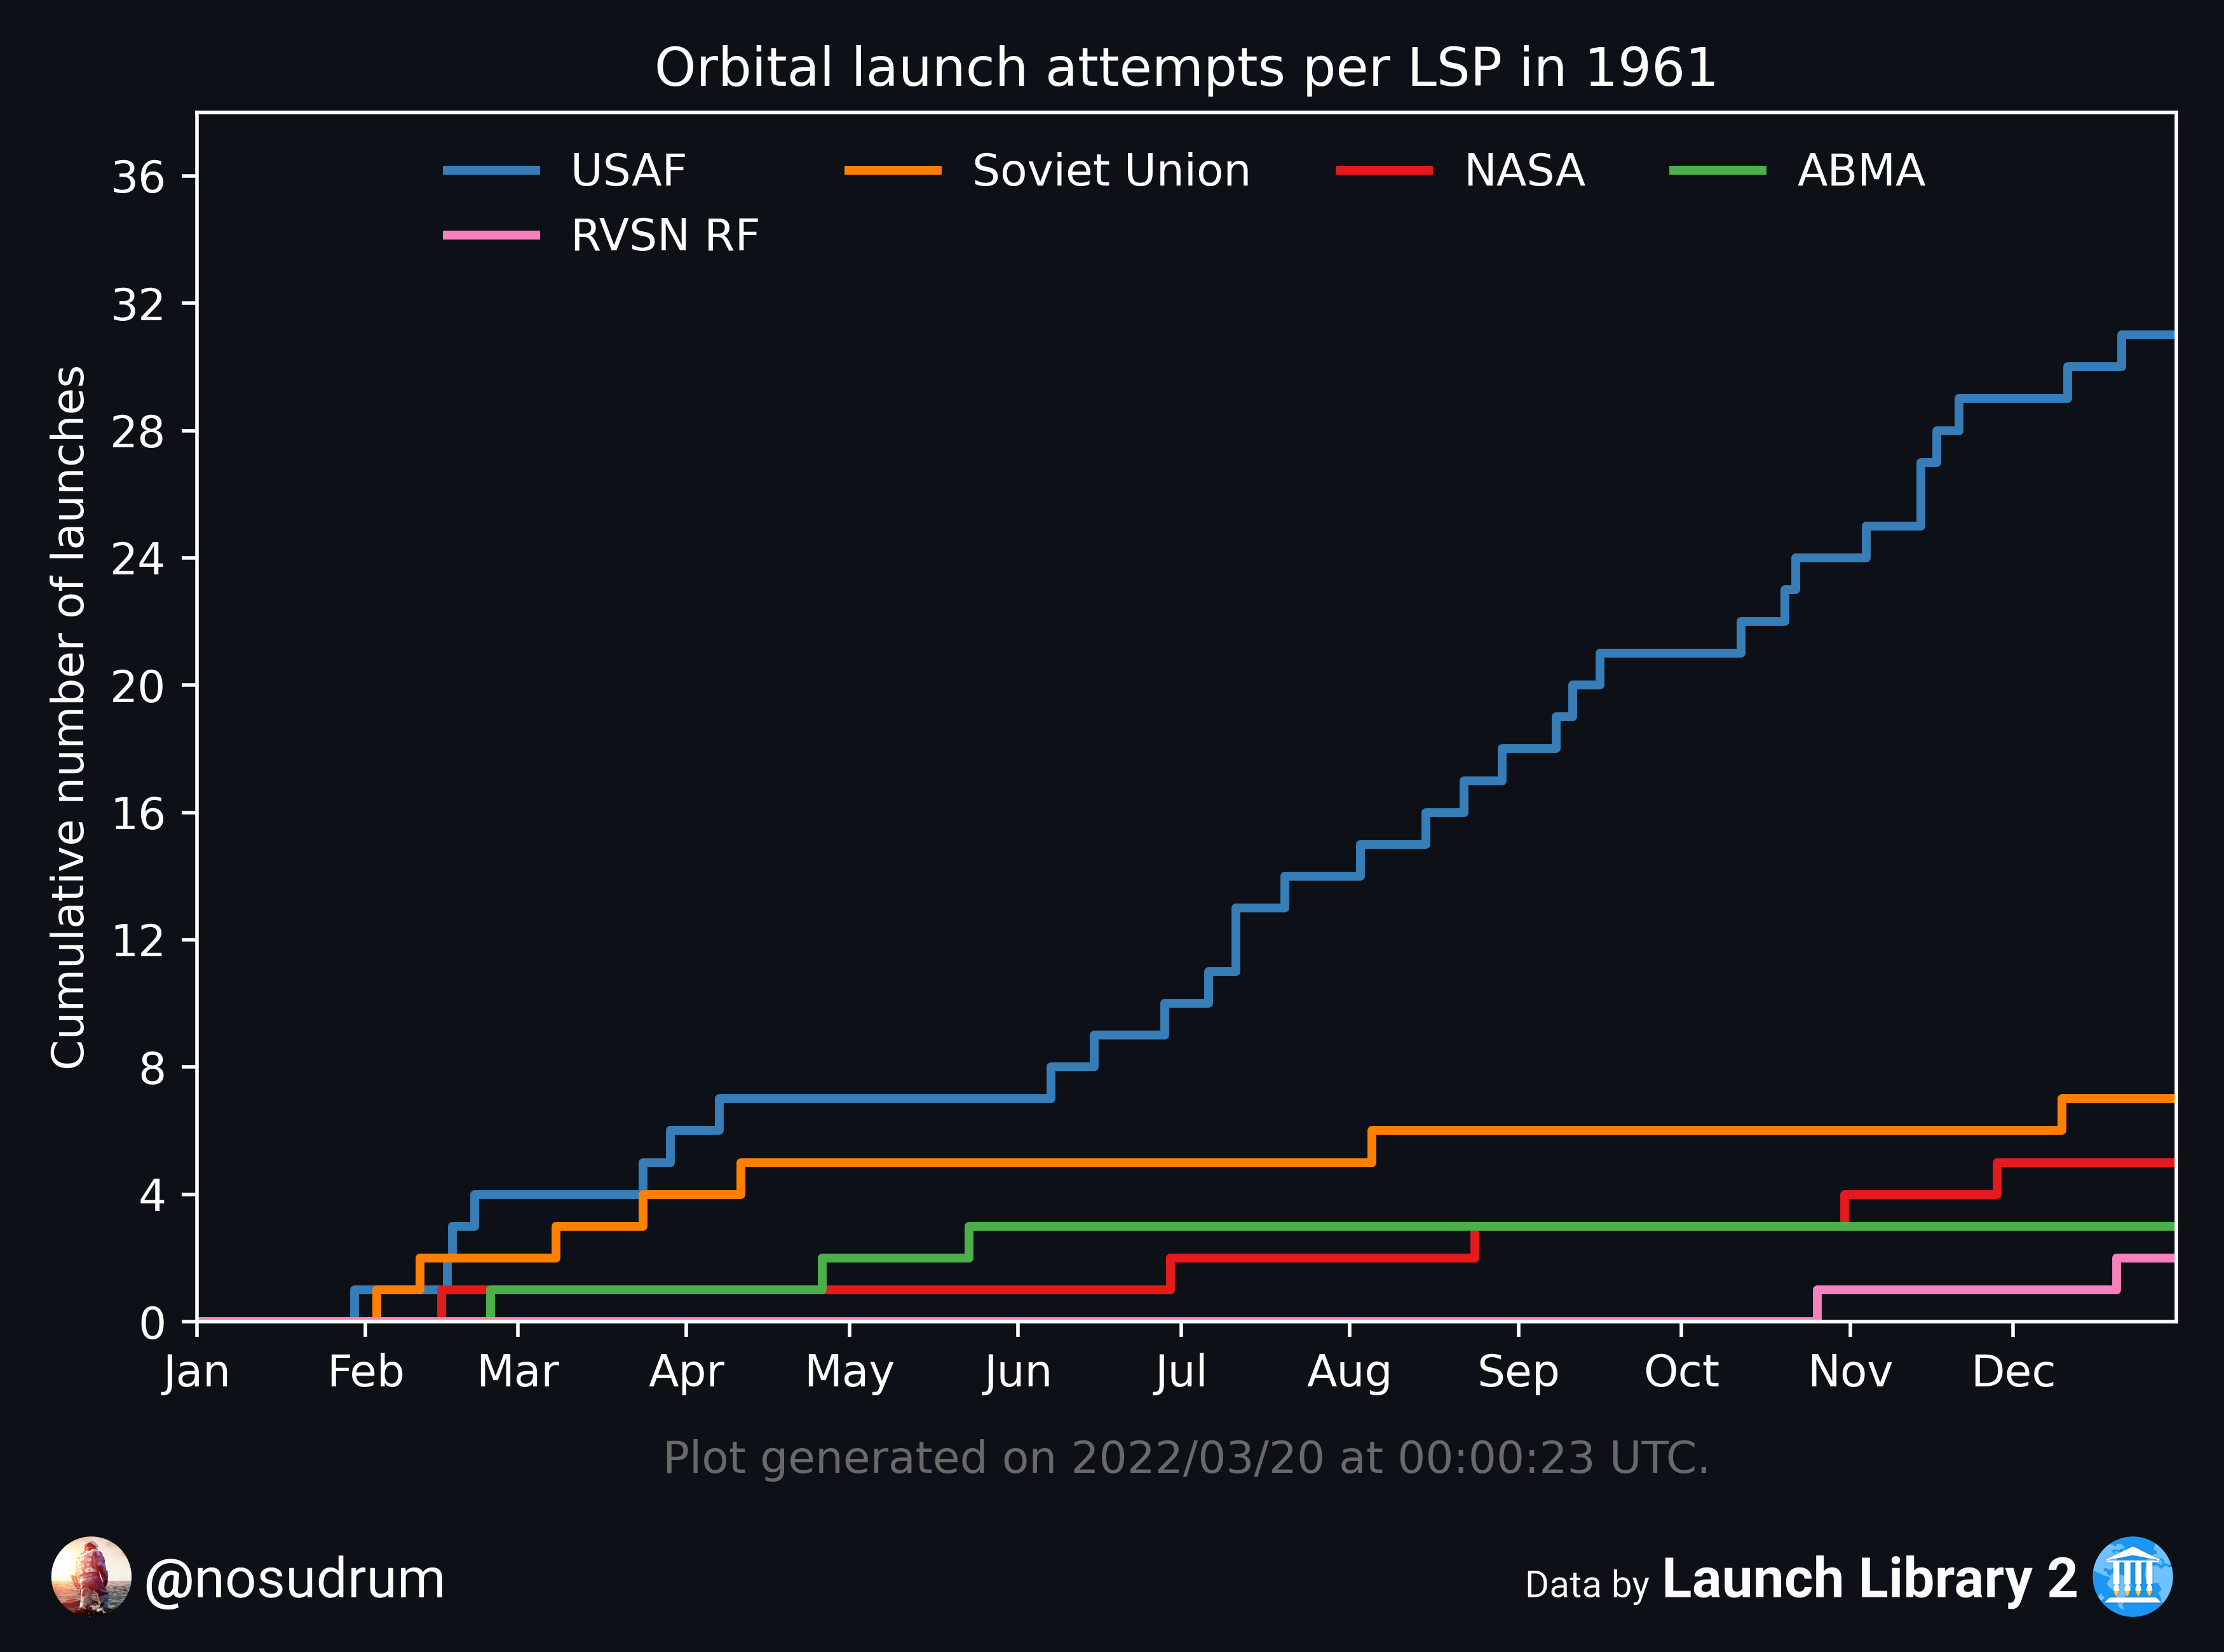 Orbital launch attempts per LSP in 1961
USAF Soviet Union NASA ABMA
RVSN RF
Cumulative number of launches
36
32
28
24
20
16
12
8
4
0
Jan Feb Mar Apr May Jun Jul Aug Sep Oct Nov Dec
Plot generated on 2022/03/20 at 00:00:23 UTC.
@nosudrum
Data by Launch Library 2